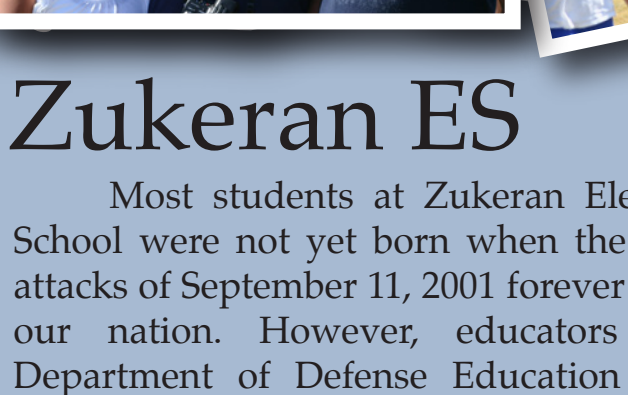 Zukeran ES
Most students at Zukeran Ele
School were not yet born when the
attacks of September 11, 2001 forever
our nation. However, educators
Department of Defense Education